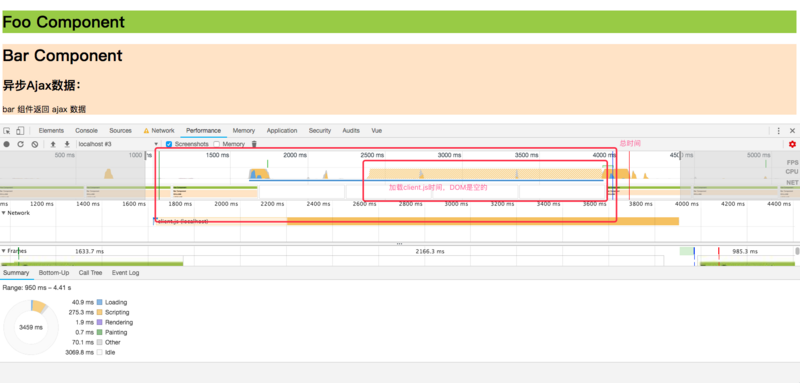 Foo Component
Bar Component
异步Ajax数据：
bar 组件返回 ajax 数据
Elements Console Sources Network Performance Memory Application Security Audits Vue
localhost #3 Screenshots Memory 总时间
500 ms 1000 ms 1500 ms 2000 ms 2500 ms 3000 ms 3500 ms 4000 ms 4500 ms 5000 ms
FPS
CPU
NET
加载client.js时间，DOM是空的
1600 ms 1800 ms 2000 ms 2200 ms 2400 ms 2600 ms 2800 ms 3000 ms 3200 ms 3400 ms 3600 ms 3800 ms 4000 ms 4200 ms 4400 ms
Network
client.js (localhost)
Frames 1633.7 ms 2166.3 ms 985.3 ms
Summary Bottom-Up Call Tree Event Log
Range: 950 ms – 4.41 s
3459 ms
40.9 ms Loading
275.3 ms Scripting
1.9 ms Rendering
0.7 ms Painting
70.1 ms Other
3069.8 ms Idle